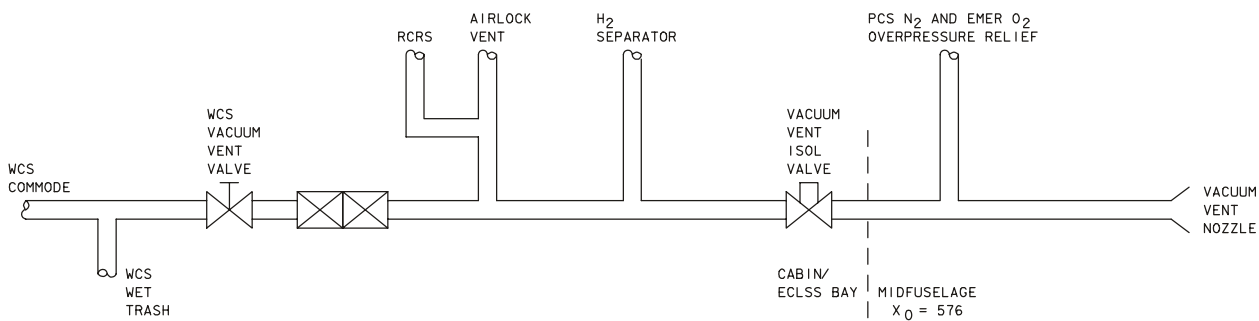 RCRS
AIRLOCK
VENT
H2
SEPARATOR
PCS N2 AND EMER O2
OVERPRESSURE RELIEF
WCS
VACUUM
VENT
VALVE
VACUUM
VENT
ISOL
VALVE
WCS
COMMODE
VACUUM
VENT
NOZZLE
WCS
WET
TRASH
CABIN/
ECLSS BAY
MIDFUSELAGE
XO = 576